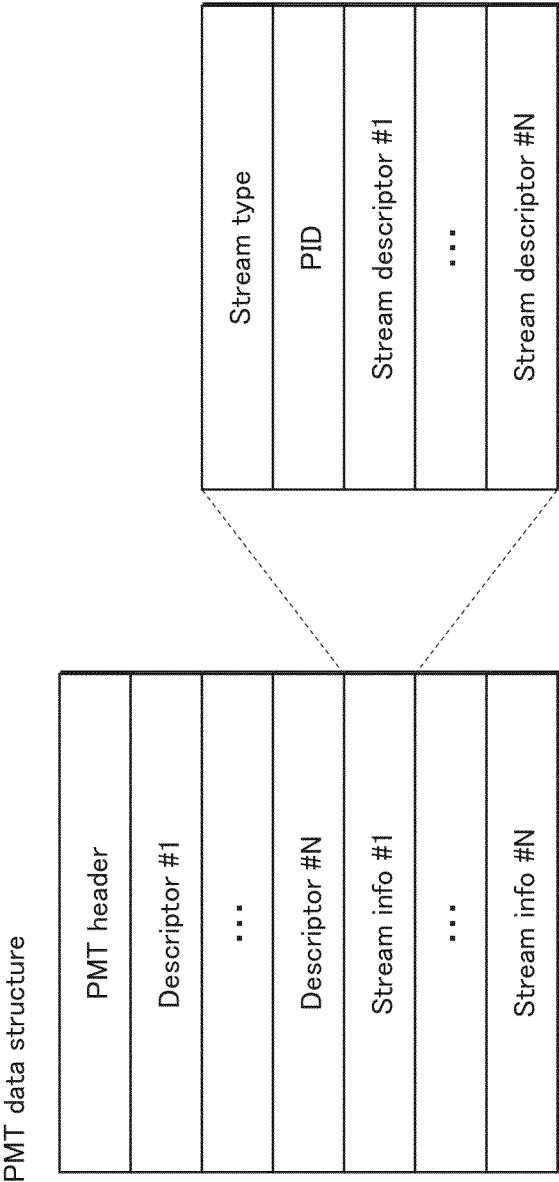 PMT data structure
PMT header
Descriptor #1
...
Descriptor #N
Stream info #1
...
Stream info #N
Stream type
PID
Stream descriptor #1
...
Stream descriptor #N